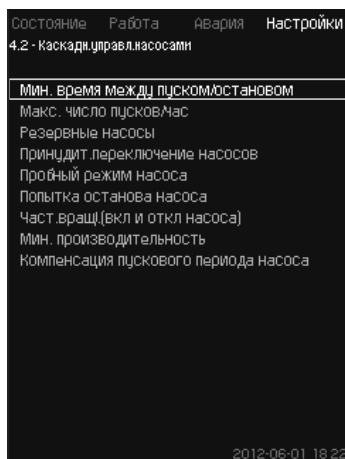 Состояние Работа Авария Настройки
4.2 - Каскадн.управл.насосами
Мин. время между пуском/остановом
Макс. число пусков/час
Резервные насосы
Принудит.переключение насосов
Пробный режим насоса
Попытка останова насоса
Част.вращ.(вкл и откл насоса)
Мин. производительность
Компенсация пускового периода насоса
2012-06-01 18:22